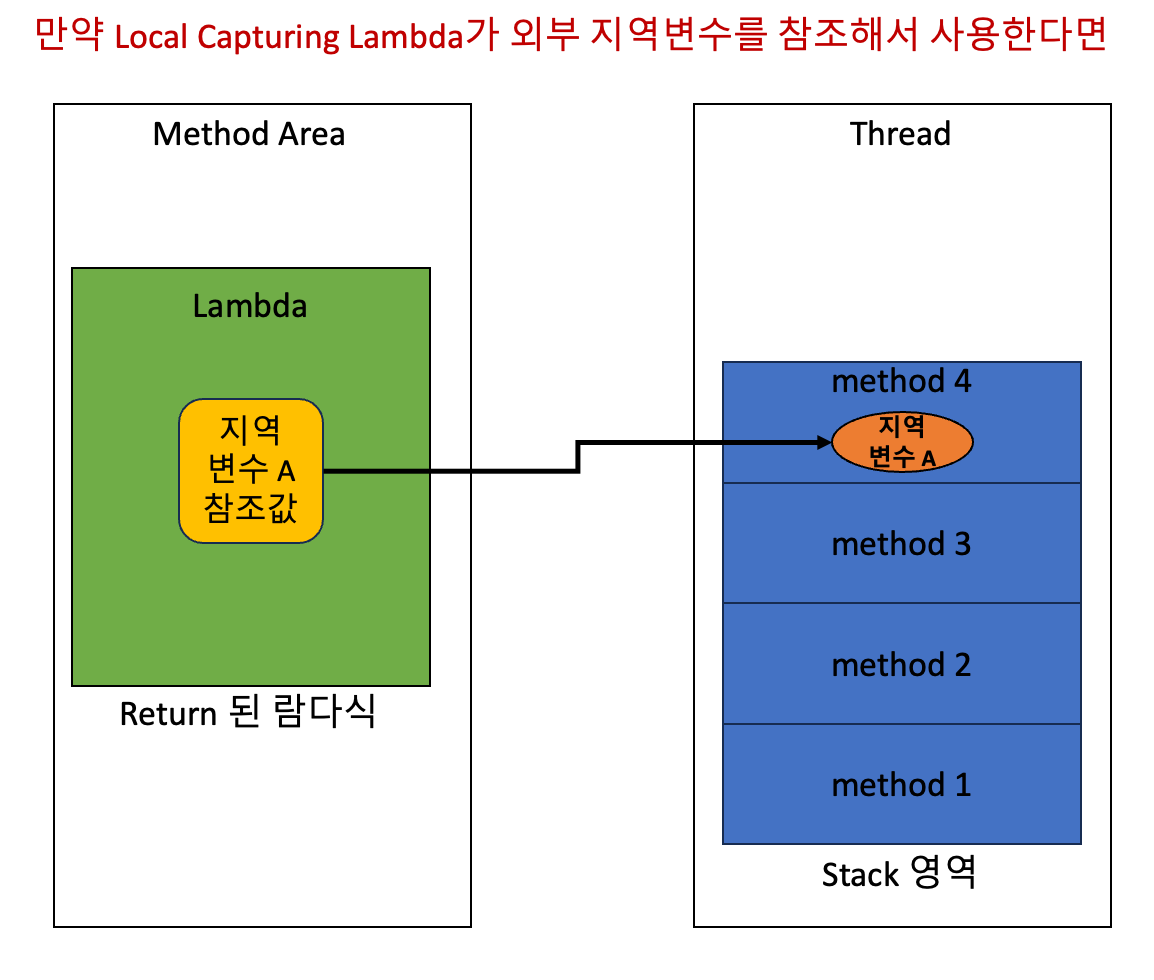 만약 Local Capturing Lambda가 외부 지역변수를 참조해서 사용한다면
Method Area
Lambda
지역
변수 A
참조값
Return 된 람다식
Thread
method 4
지역
변수 A
method 3
method 2
method 1
Stack 영역